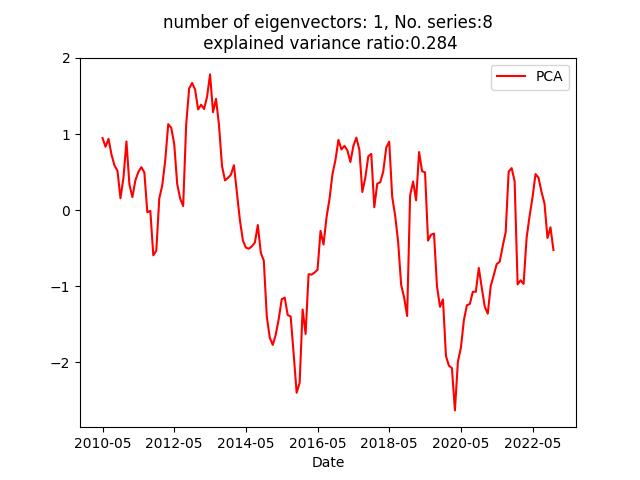 number of eigenvectors: 1, No. series:8
explained variance ratio:0.284
PCA
2
1
0
−1
−2
2010-05 2012-05 2014-05 2016-05 2018-05 2020-05 2022-05
Date